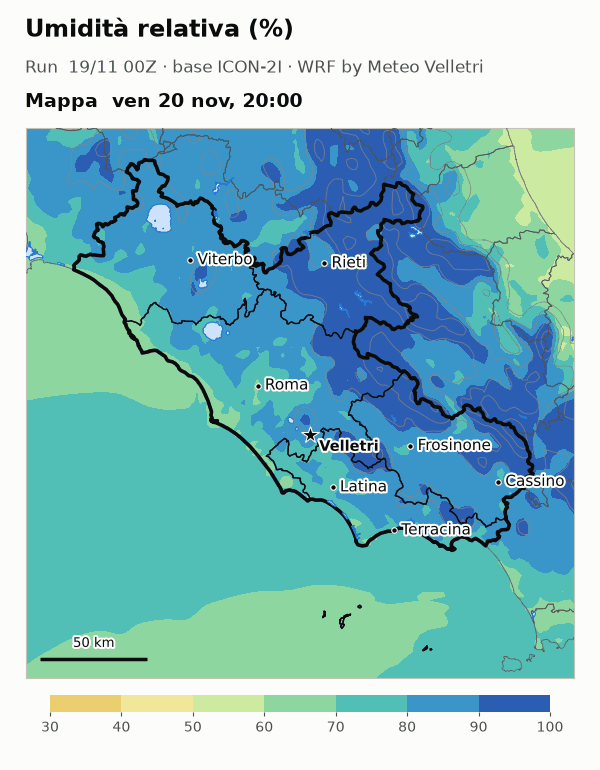 Umidità relativa (%)
Run  19/11 00Z · base ICON-2I · WRF by Meteo Velletri
Mappa  ven 20 nov, 20:00
Viterbo
Rieti
Roma
Velletri
Frosinone
Cassino
Latina
Terracina
50 km
30 40 50 60 70 80 90 100